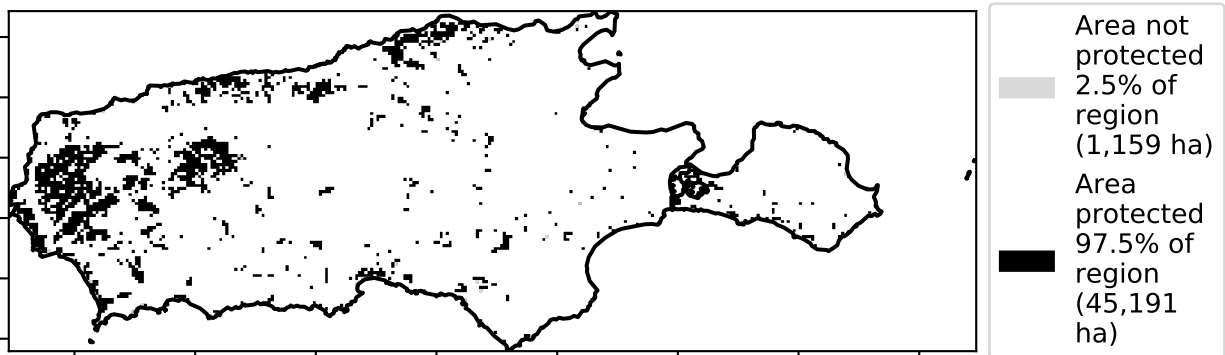 Area not
protected
2.5% of
region
(1,159 ha)
Area
protected
97.5% of
region
(45,191
ha)